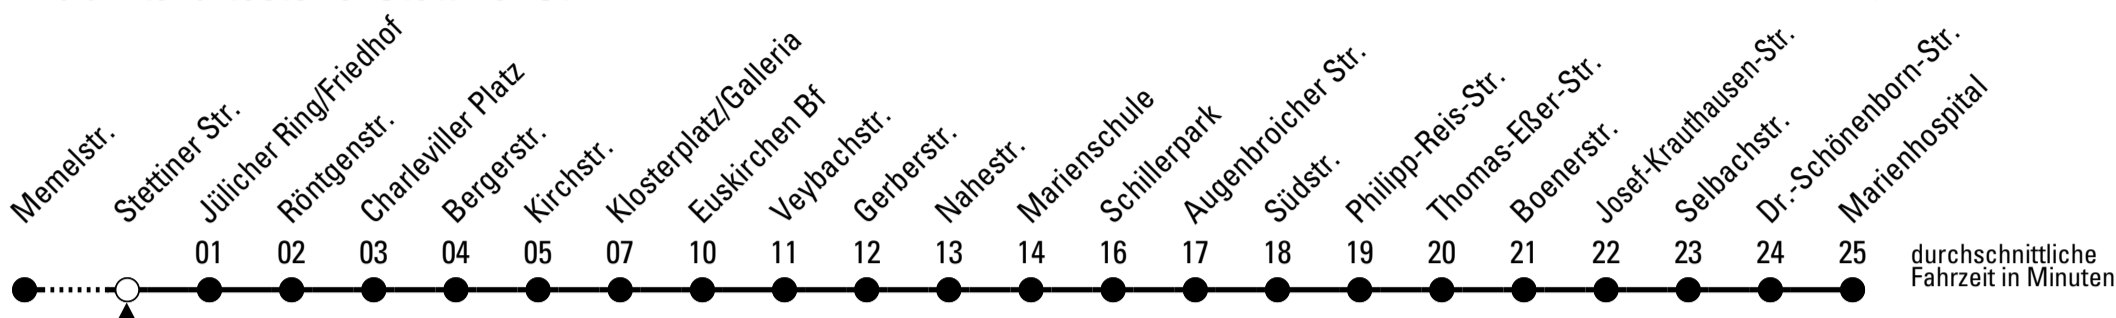 Memelstr.
Stettiner Str.
Jülicher Ring/Friedhof
Röntgenstr.
Charleviller Platz
Bergerstr.
Kirchstr.
Klosterplatz/Galleria
Euskirchen Bf
Veybachstr.
Gerberstr.
Nahestr.
Marienschule
Schillerpark
Augenbroicher Str.
Südstr.
Philipp-Reis-Str.
Thomas-Eßer-Str.
Boenerstr.
Josef-Krauthausen-Str.
Selbachstr.
Dr.-Schönenborn-Str.
Marienhospital
01 02 03 04 05 07 10 11 12 13 14 16 17 18 19 20 21 22 23 24 25
durchschnittliche
Fahrzeit in Minuten